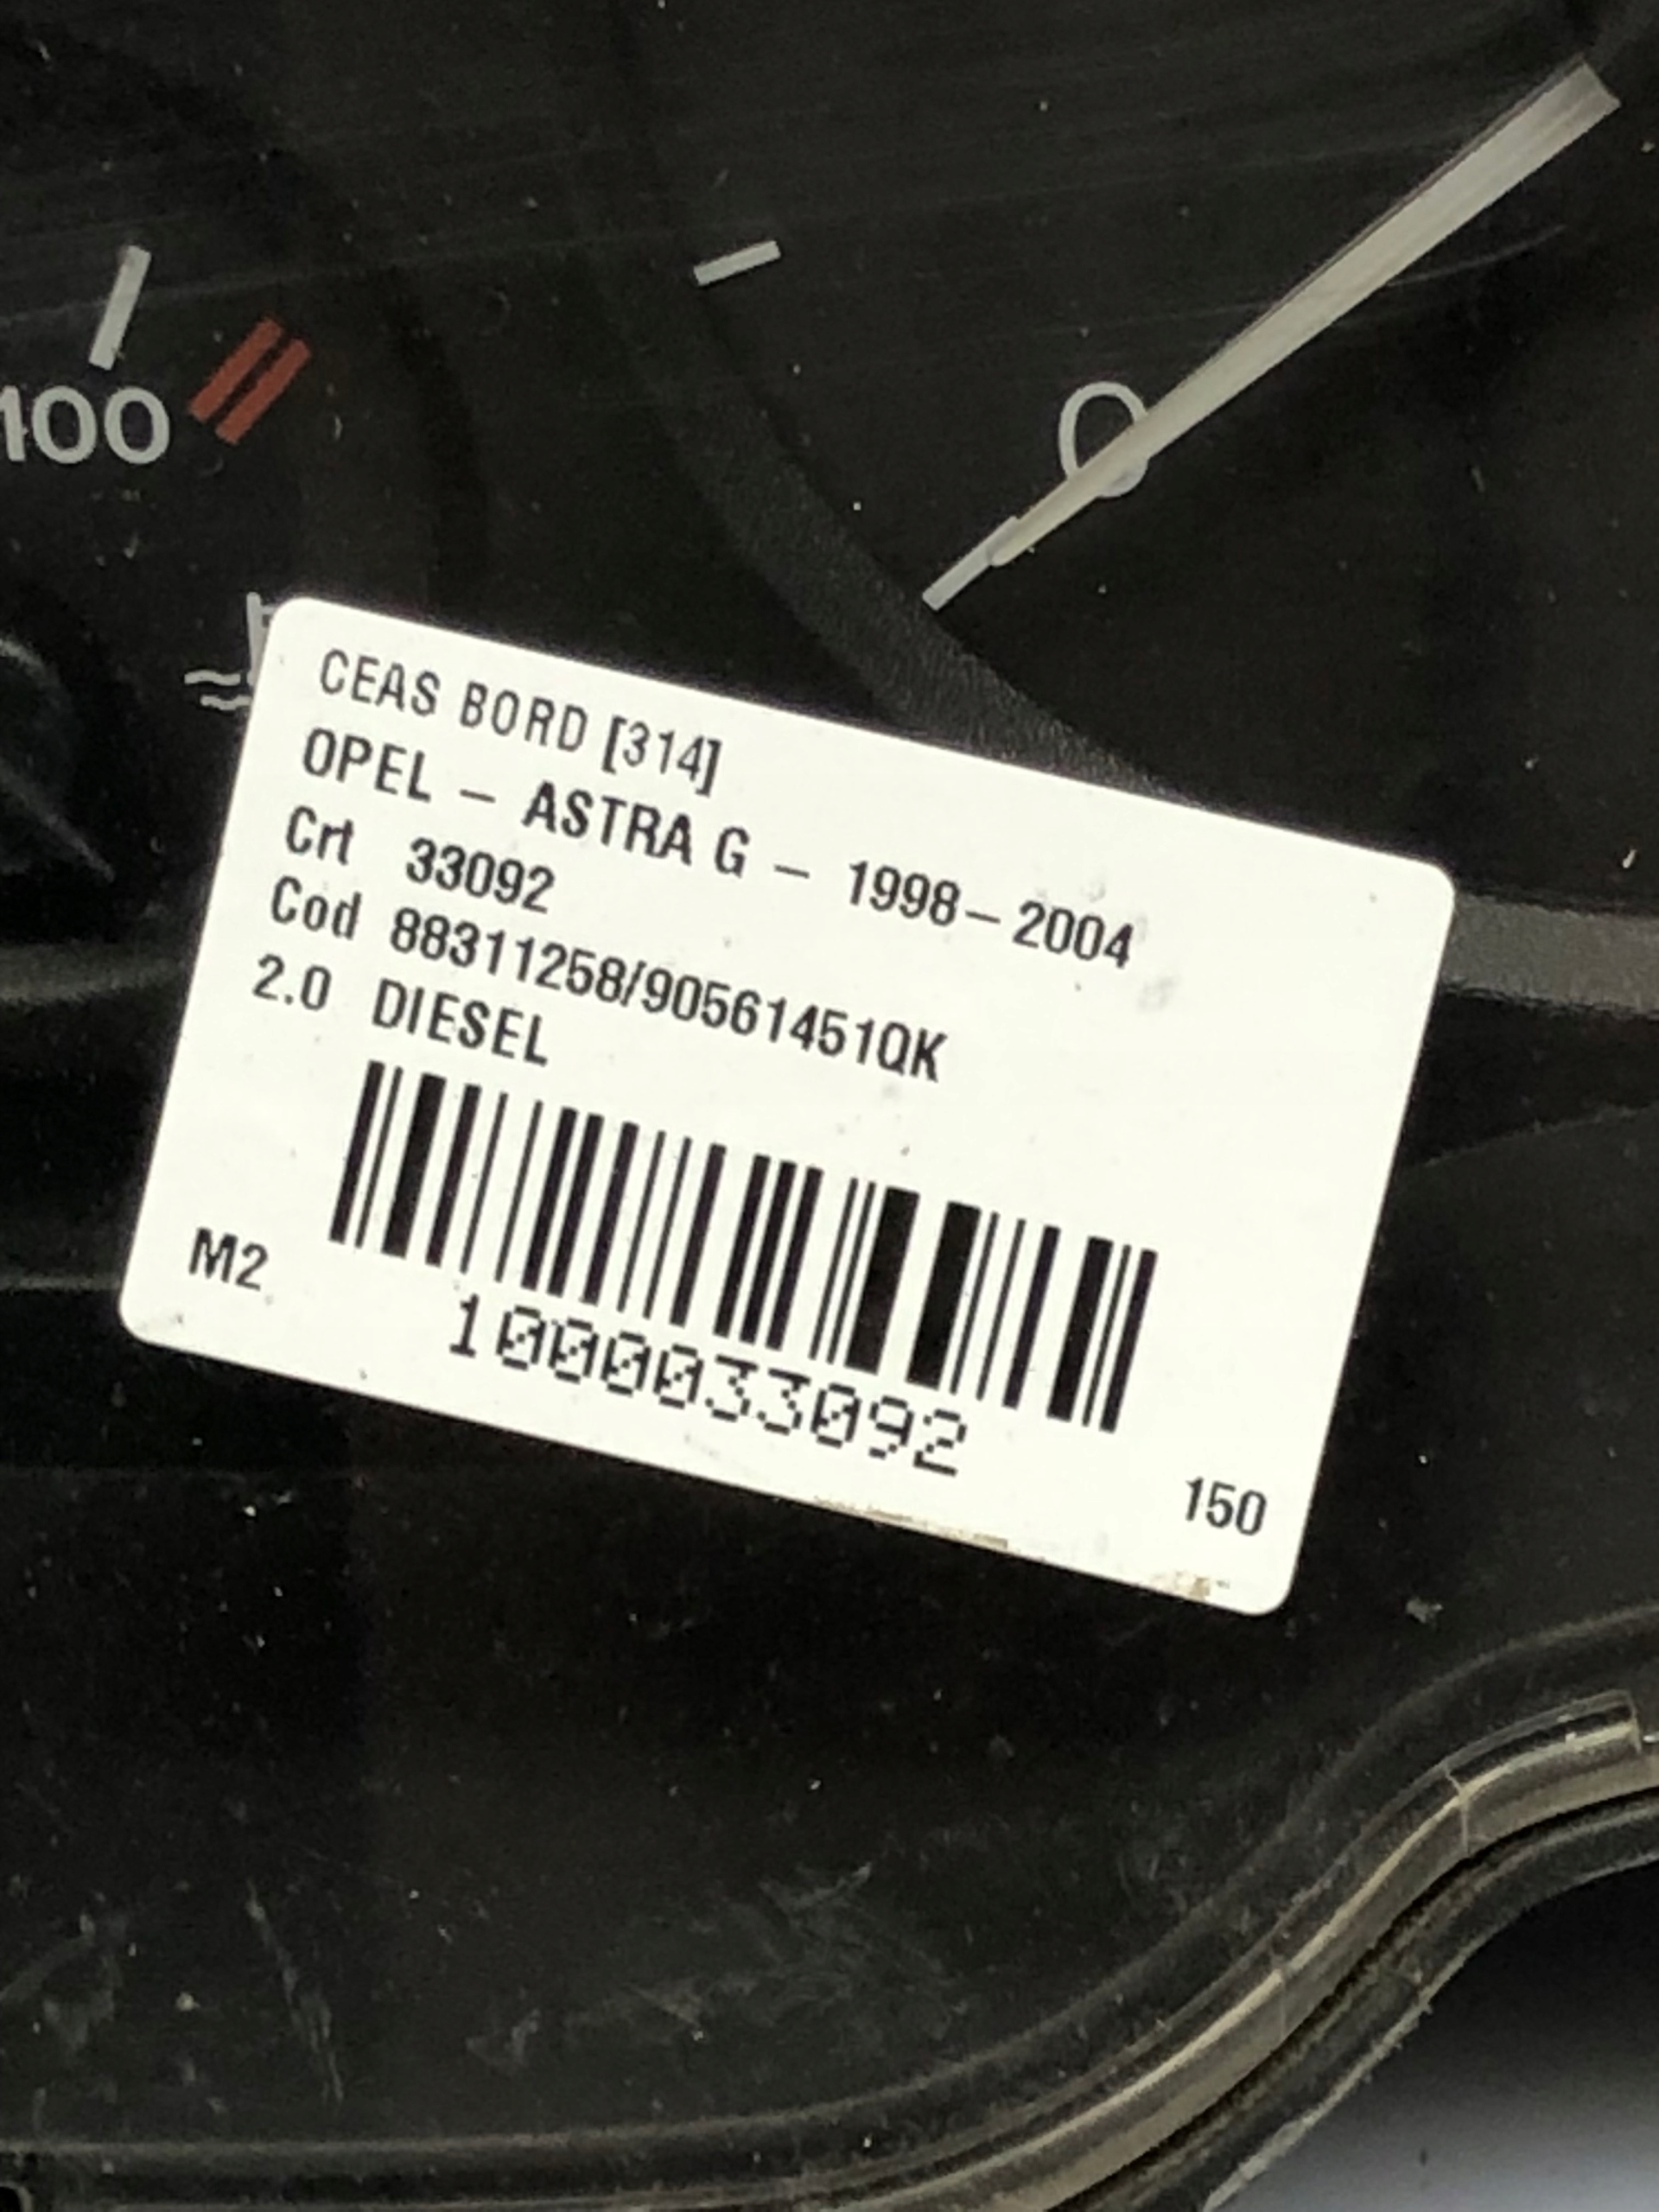 100
0
CEAS BORD [314]
OPEL – ASTRA G – 1998–2004
Crt 33092
Cod 88311258/90561451QK
2.0 DIESEL
M2
1000033092
150